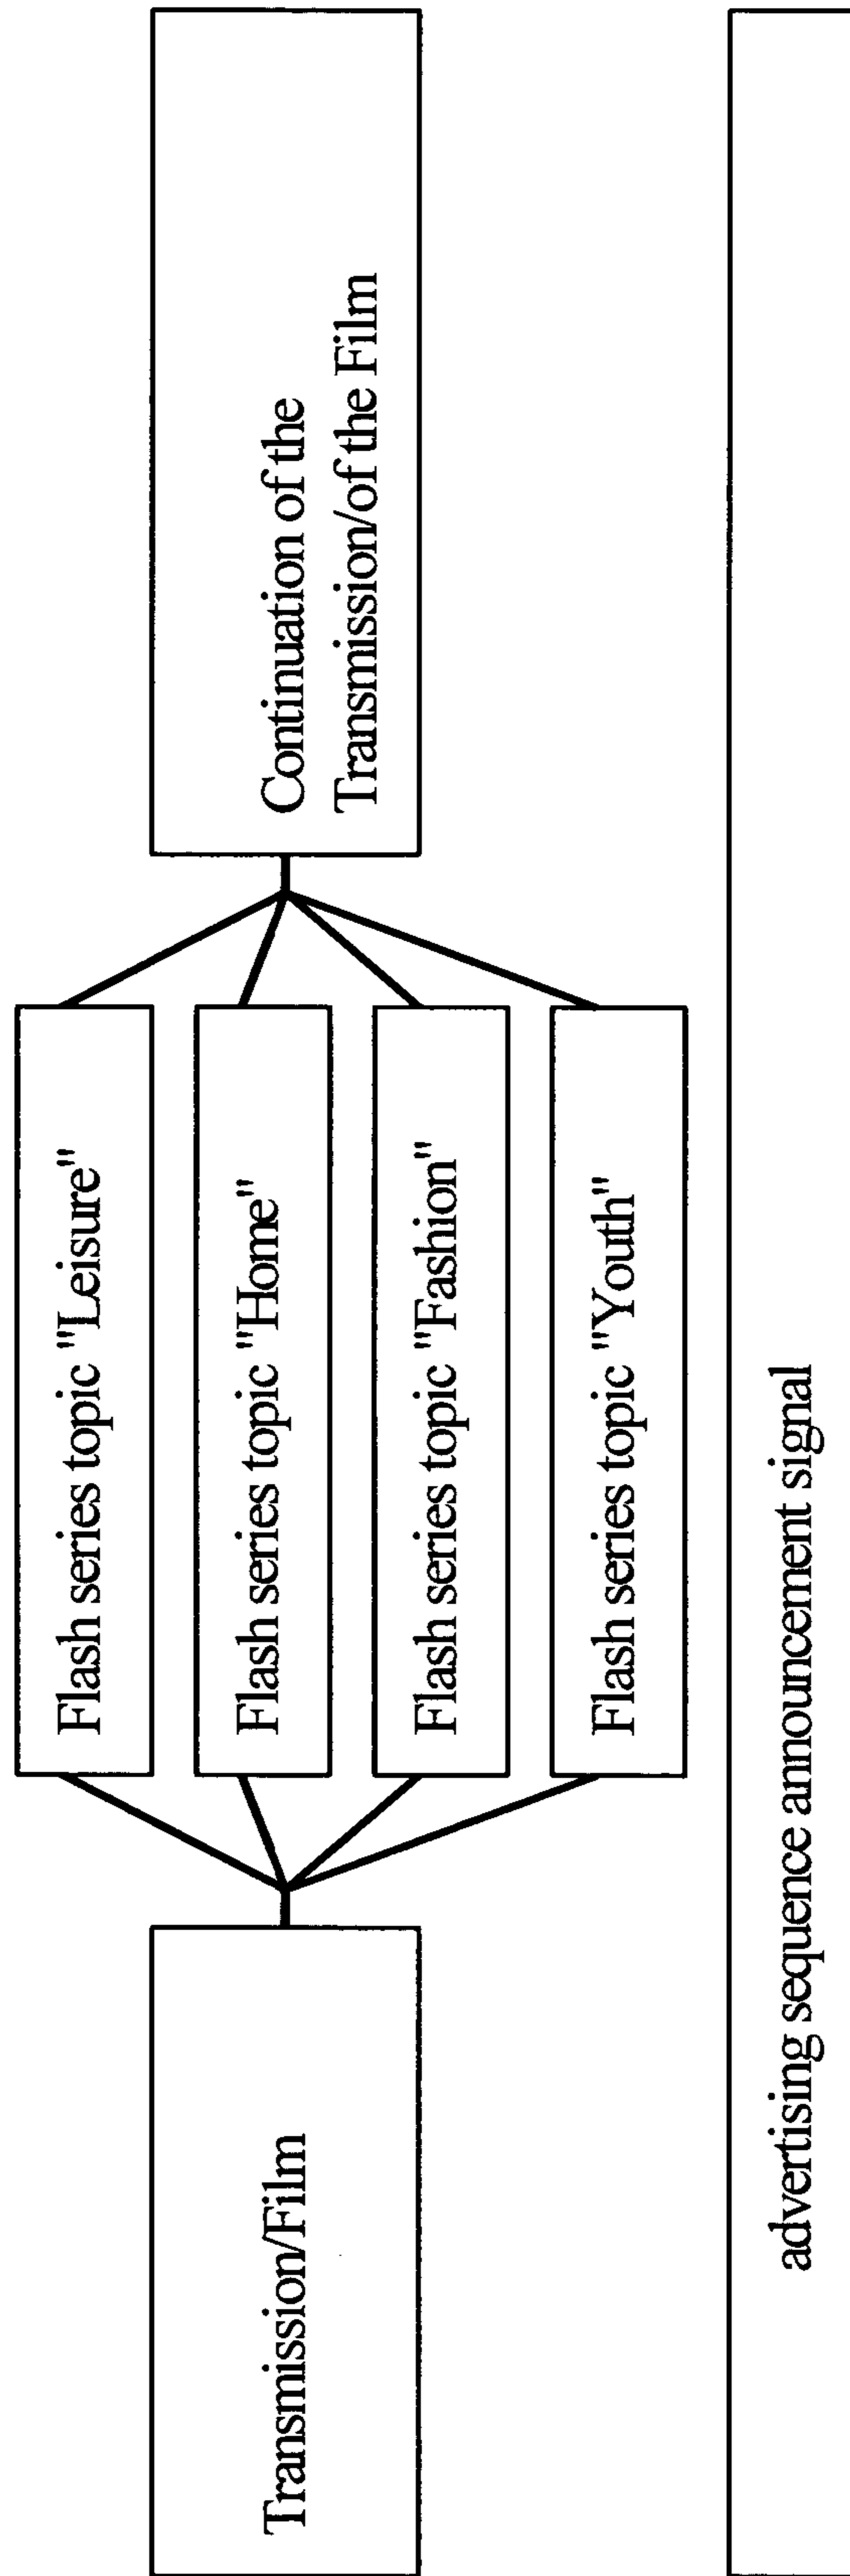 Transmission/Film
Flash series topic "Leisure"
Flash series topic "Home"
Flash series topic "Fashion"
Flash series topic "Youth"
Continuation of the
Transmission/of the Film
advertising sequence announcement signal